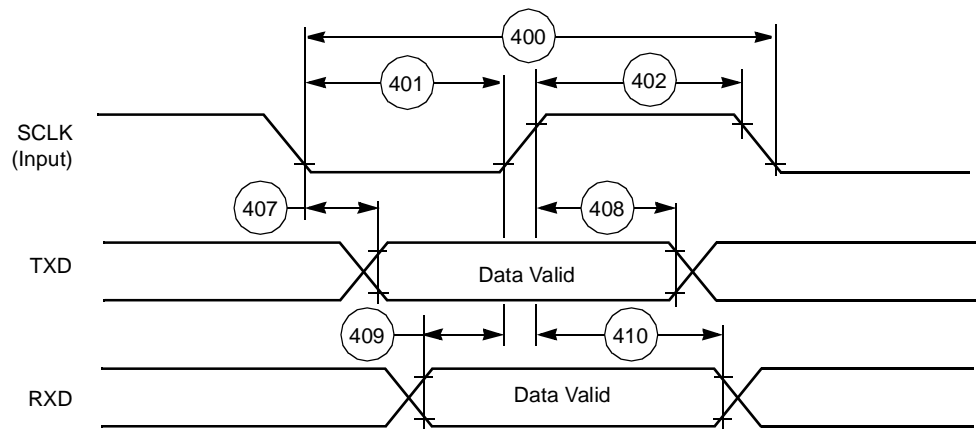 400
401
402
SCLK
(Input)
407
408
TXD
Data Valid
409
410
RXD
Data Valid